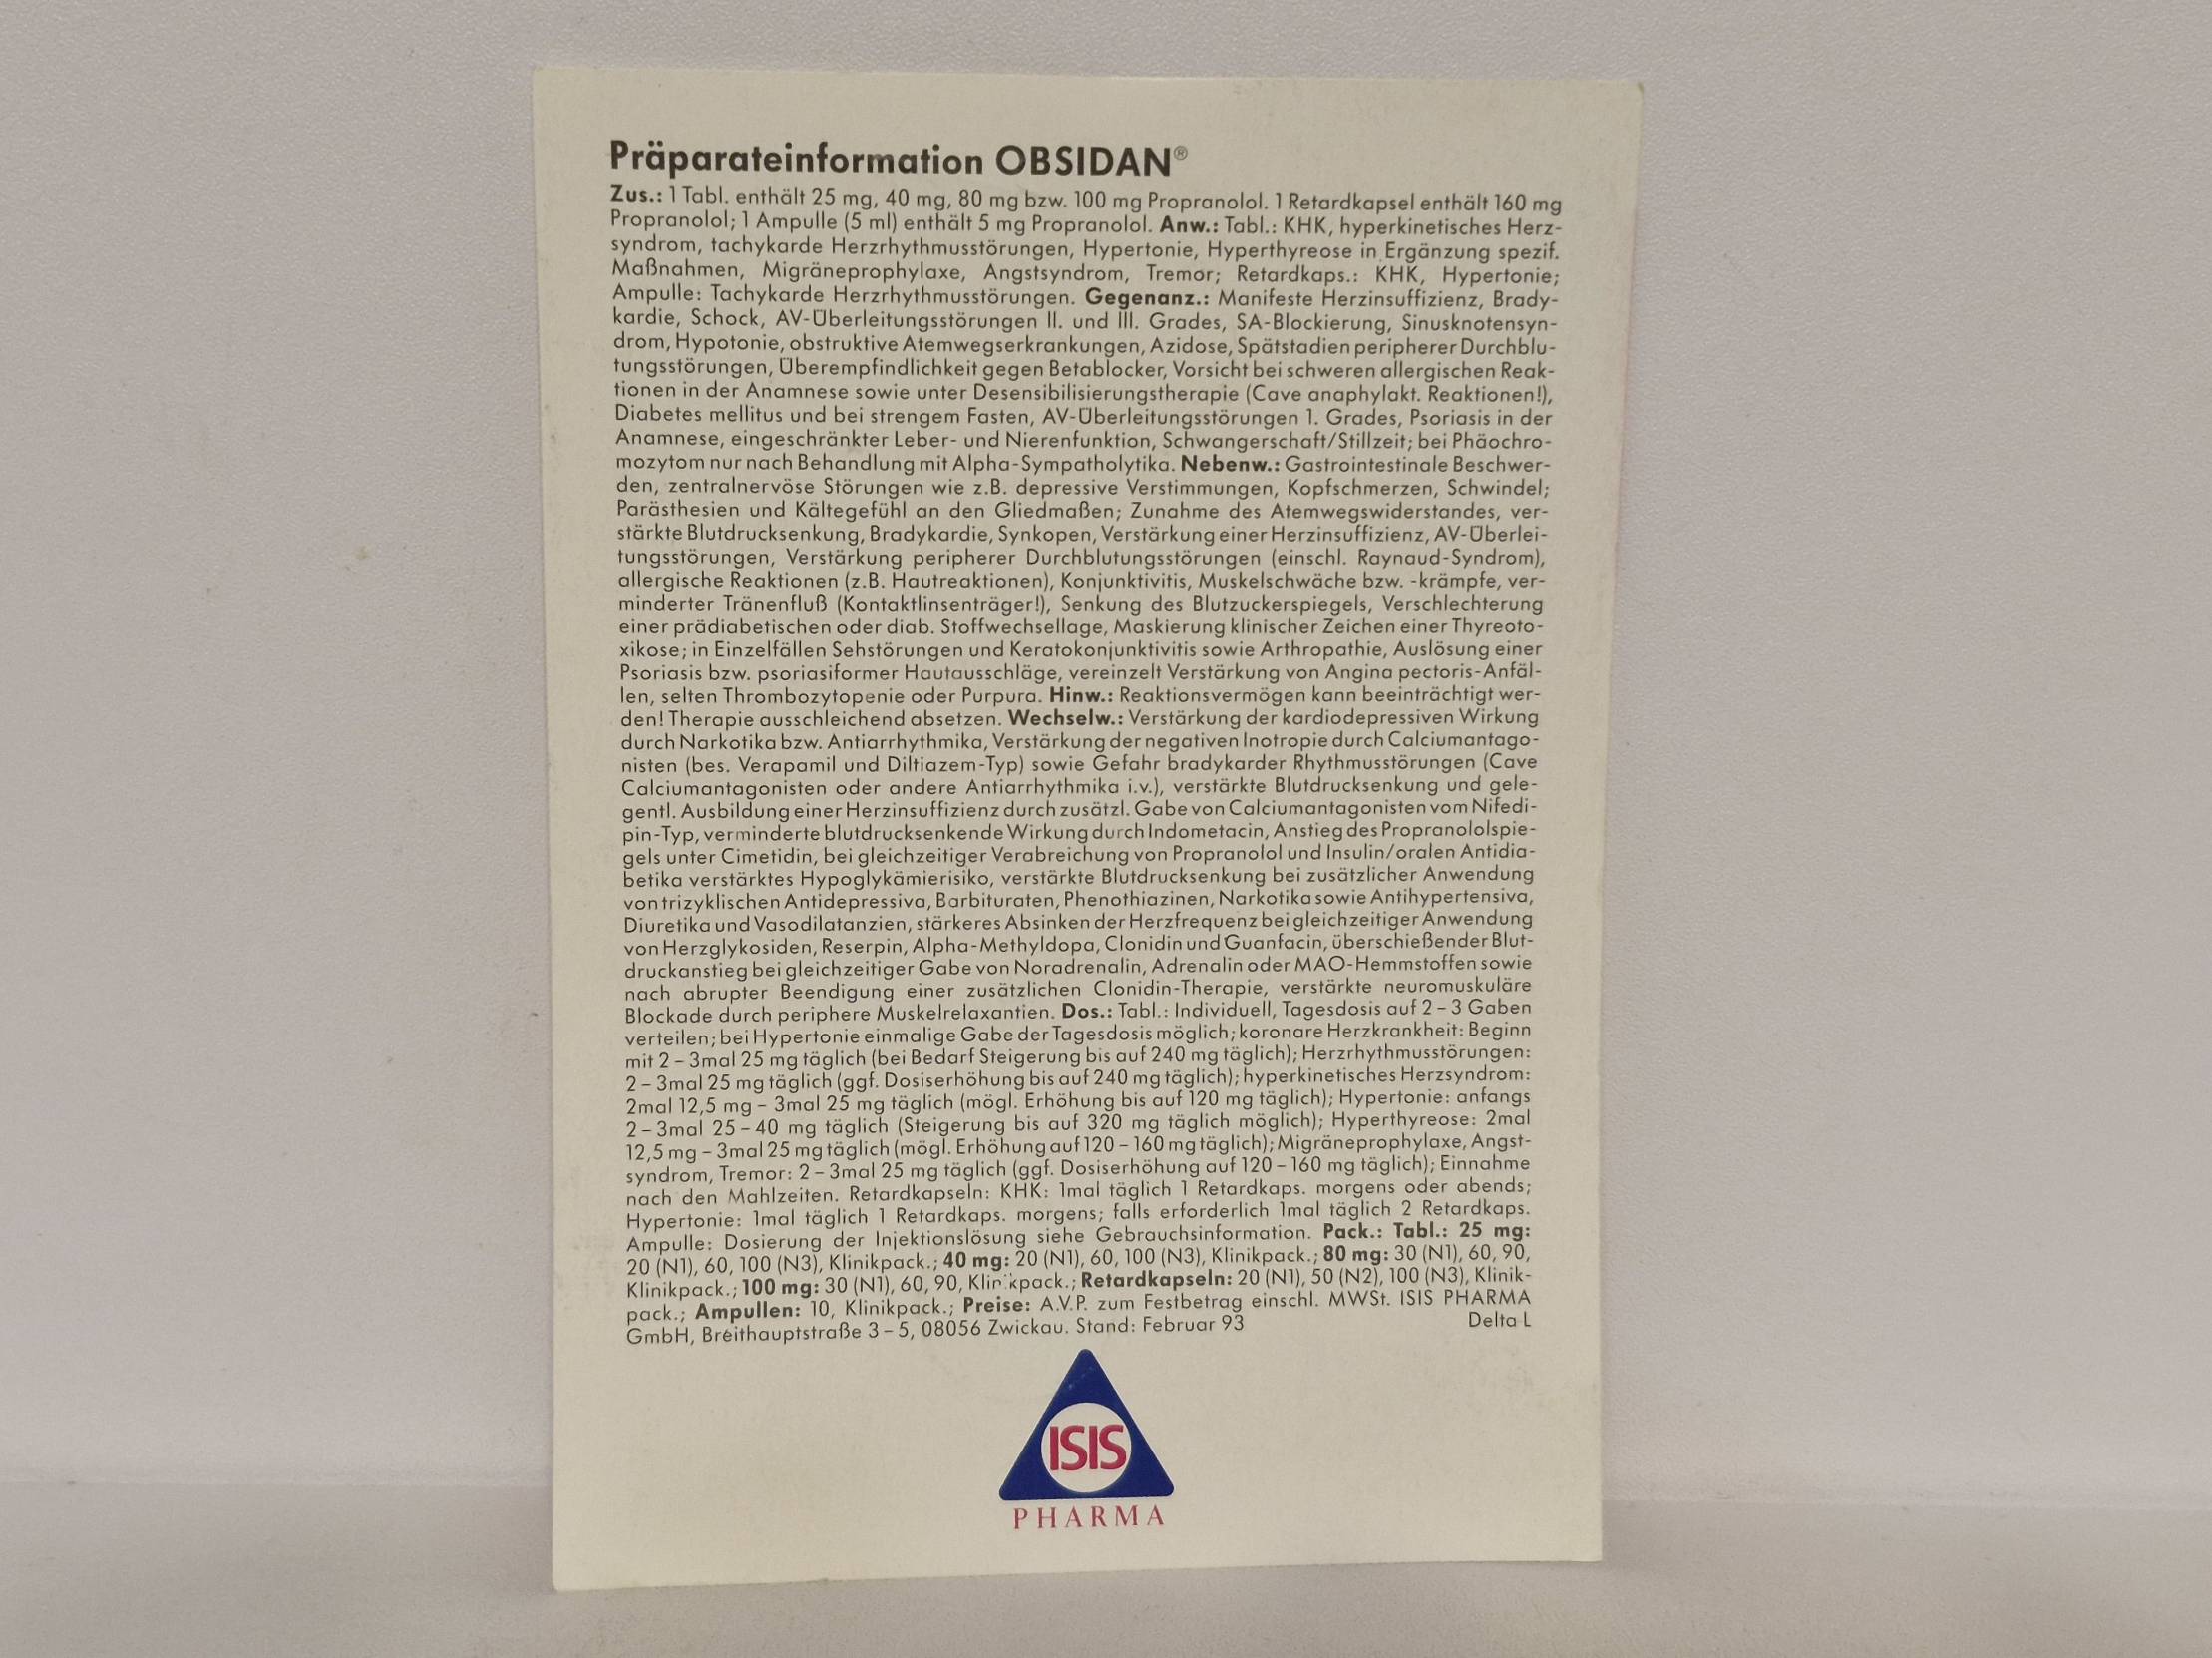 Präparateinformation OBSIDAN®
Zus.: 1 Tabl. enthält 25 mg, 40 mg, 80 mg bzw. 100 mg Propranolol. 1 Retardkapsel enthält 160 mg
Propranolol; 1 Ampulle (5 ml) enthält 5 mg Propranolol. Anw.: Tabl.: KHK, hyperkinetisches Herz-
syndrom, tachykarde Herzrhythmusstörungen, Hypertonie, Hyperthyreose in Ergänzung spezif.
Maßnahmen, Migräneprophylaxe, Angstsyndrom, Tremor; Retardkaps.: KHK, Hypertonie;
Ampulle: Tachykarde Herzrhythmusstörungen. Gegenanz.: Manifeste Herzinsuffizienz, Brady-
kardie, Schock, AV-Überleitungsstörungen II. und III. Grades, SA-Blockierung, Sinusknotensyn-
drom, Hypotonie, obstruktive Atemwegserkrankungen, Azidose, Spätstadien peripherer Durchblu-
tungsstörungen, Überempfindlichkeit gegen Betablocker, Vorsicht bei schweren allergischen Reak-
tionen in der Anamnese sowie unter Desensibilisierungstherapie (Cave anaphylakt. Reaktionen!),
Diabetes mellitus und bei strengem Fasten, AV-Überleitungsstörungen 1. Grades, Psoriasis in der
Anamnese, eingeschränkter Leber- und Nierenfunktion, Schwangerschaft/Stillzeit; bei Phäochro-
mozytom nur nach Behandlung mit Alpha-Sympatholytika. Nebenw.: Gastrointestinale Beschwer-
den, zentralnervöse Störungen wie z.B. depressive Verstimmungen, Kopfschmerzen, Schwindel;
Parästhesien und Kältegefühl an den Gliedmaßen; Zunahme des Atemwegswiderstandes, ver-
stärkte Blutdrucksenkung, Bradykardie, Synkopen, Verstärkung einer Herzinsuffizienz, AV-Überlei-
tungsstörungen, Verstärkung peripherer Durchblutungsstörungen (einschl. Raynaud-Syndrom),
allergische Reaktionen (z.B. Hautreaktionen), Konjunktivitis, Muskelschwäche bzw. -krämpfe, ver-
minderter Tränenfluß (Kontaktlinsenträger!), Senkung des Blutzuckerspiegels, Verschlechterung
einer prädiabetischen oder diab. Stoffwechsellage, Maskierung klinischer Zeichen einer Thyreoto-
xikose; in Einzelfällen Sehstörungen und Keratokonjunktivitis sowie Arthropathie, Auslösung einer
Psoriasis bzw. psoriasiformer Hautausschläge, vereinzelt Verstärkung von Angina pectoris-Anfäl-
len, selten Thrombozytopenie oder Purpura. Hinw.: Reaktionsvermögen kann beeinträchtigt wer-
den! Therapie ausschleichend absetzen. Wechselw.: Verstärkung der kardiodepressiven Wirkung
durch Narkotika bzw. Antiarrhythmika, Verstärkung der negativen Inotropie durch Calciumantago-
nisten (bes. Verapamil und Diltiazem-Typ) sowie Gefahr bradykarder Rhythmusstörungen (Cave
Calciumantagonisten oder andere Antiarrhythmika i.v.), verstärkte Blutdrucksenkung und gele-
gentl. Ausbildung einer Herzinsuffizienz durch zusätzl. Gabe von Calciumantagonisten vom Nifedi-
pin-Typ, verminderte blutdrucksenkende Wirkung durch Indometacin, Anstieg des Propranololspie-
gels unter Cimetidin, bei gleichzeitiger Verabreichung von Propranolol und Insulin/oralen Antidia-
betika verstärktes Hypoglykämierisiko, verstärkte Blutdrucksenkung bei zusätzlicher Anwendung
von trizyklischen Antidepressiva, Barbituraten, Phenothiazinen, Narkotika sowie Antihypertensiva,
Diuretika und Vasodilatanzien, stärkeres Absinken der Herzfrequenz bei gleichzeitiger Anwendung
von Herzglykosiden, Reserpin, Alpha-Methyldopa, Clonidin und Guanfacin, überschießender Blut-
druckanstieg bei gleichzeitiger Gabe von Noradrenalin, Adrenalin oder MAO-Hemmstoffen sowie
nach abrupter Beendigung einer zusätzlichen Clonidin-Therapie, verstärkte neuromuskuläre
Blockade durch periphere Muskelrelaxantien. Dos.: Tabl.: Individuell, Tagesdosis auf 2 – 3 Gaben
verteilen; bei Hypertonie einmalige Gabe der Tagesdosis möglich; koronare Herzkrankheit: Beginn
mit 2 – 3mal 25 mg täglich (bei Bedarf Steigerung bis auf 240 mg täglich); Herzrhythmusstörungen:
2 – 3mal 25 mg täglich (ggf. Dosiserhöhung bis auf 240 mg täglich); hyperkinetisches Herzsyndrom:
2mal 12,5 mg – 3mal 25 mg täglich (mögl. Erhöhung bis auf 120 mg täglich); Hypertonie: anfangs
2 – 3mal 25 – 40 mg täglich (Steigerung bis auf 320 mg täglich möglich); Hyperthyreose: 2mal
12,5 mg – 3mal 25 mg täglich (mögl. Erhöhung auf 120 – 160 mg täglich); Migräneprophylaxe, Angst-
syndrom, Tremor: 2 – 3mal 25 mg täglich (ggf. Dosiserhöhung auf 120 – 160 mg täglich); Einnahme
nach den Mahlzeiten. Retardkapseln: KHK: 1mal täglich 1 Retardkaps. morgens oder abends;
Hypertonie: 1mal täglich 1 Retardkaps. morgens; falls erforderlich 1mal täglich 2 Retardkaps.
Ampulle: Dosierung der Injektionslösung siehe Gebrauchsinformation. Pack.: Tabl.: 25 mg:
20 (N1), 60, 100 (N3), Klinikpack.; 40 mg: 20 (N1), 60, 100 (N3), Klinikpack.; 80 mg: 30 (N1), 60, 90,
Klinikpack.; 100 mg: 30 (N1), 60, 90, Klinikpack.; Retardkapseln: 20 (N1), 50 (N2), 100 (N3), Klinik-
pack.; Ampullen: 10, Klinikpack.; Preise: A.V.P. zum Festbetrag einschl. MWSt. ISIS PHARMA
GmbH, Breithauptstraße 3 – 5, 08056 Zwickau. Stand: Februar 93 Delta L
ISIS
PHARMA